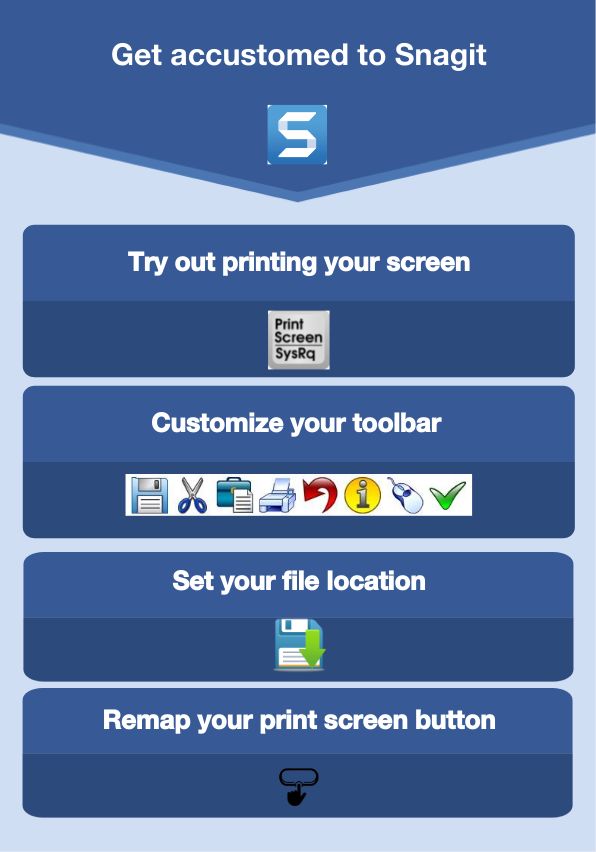 Get accustomed to Snagit
S
Try out printing your screen
Print
Screen
SysRq
Customize your toolbar
i
Set your file location
Remap your print screen button